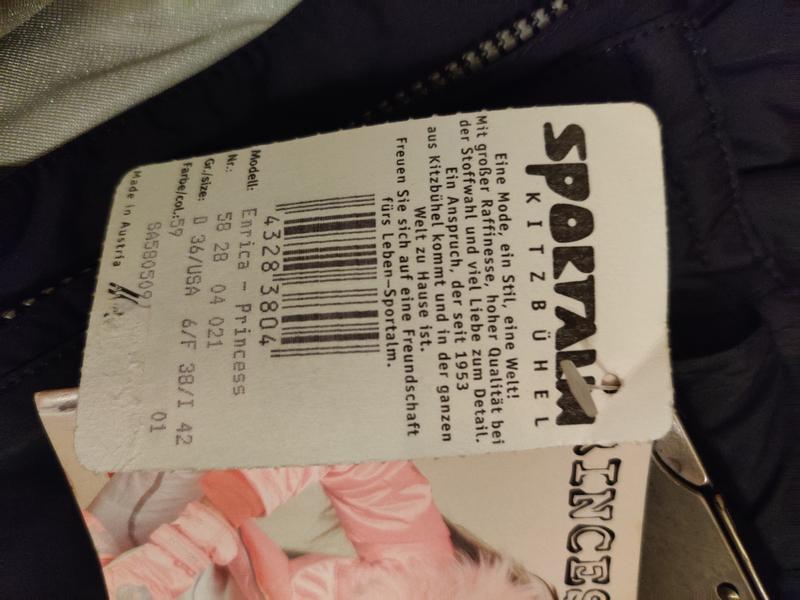 SPORTALM
KITZBÜHEL
Eine Mode, ein Stil, eine Welt!
Mit großer Raffinesse, hoher Qualität bei
der Stoffwahl und viel Liebe zum Detail.
Ein Anspruch, der seit 1953
aus Kitzbühel kommt und in der ganzen
Welt zu Hause ist.
Freuen Sie sich auf eine Freundschaft
fürs Leben–Sportalm.
43283804
Modell: Enrica - Princess
Nr.: 58 28 04 021
Gr./size: D 36/USA 6/F 38/I 42
Farbe/col.:59 01
SA5805097
Made in Austria
RINCES